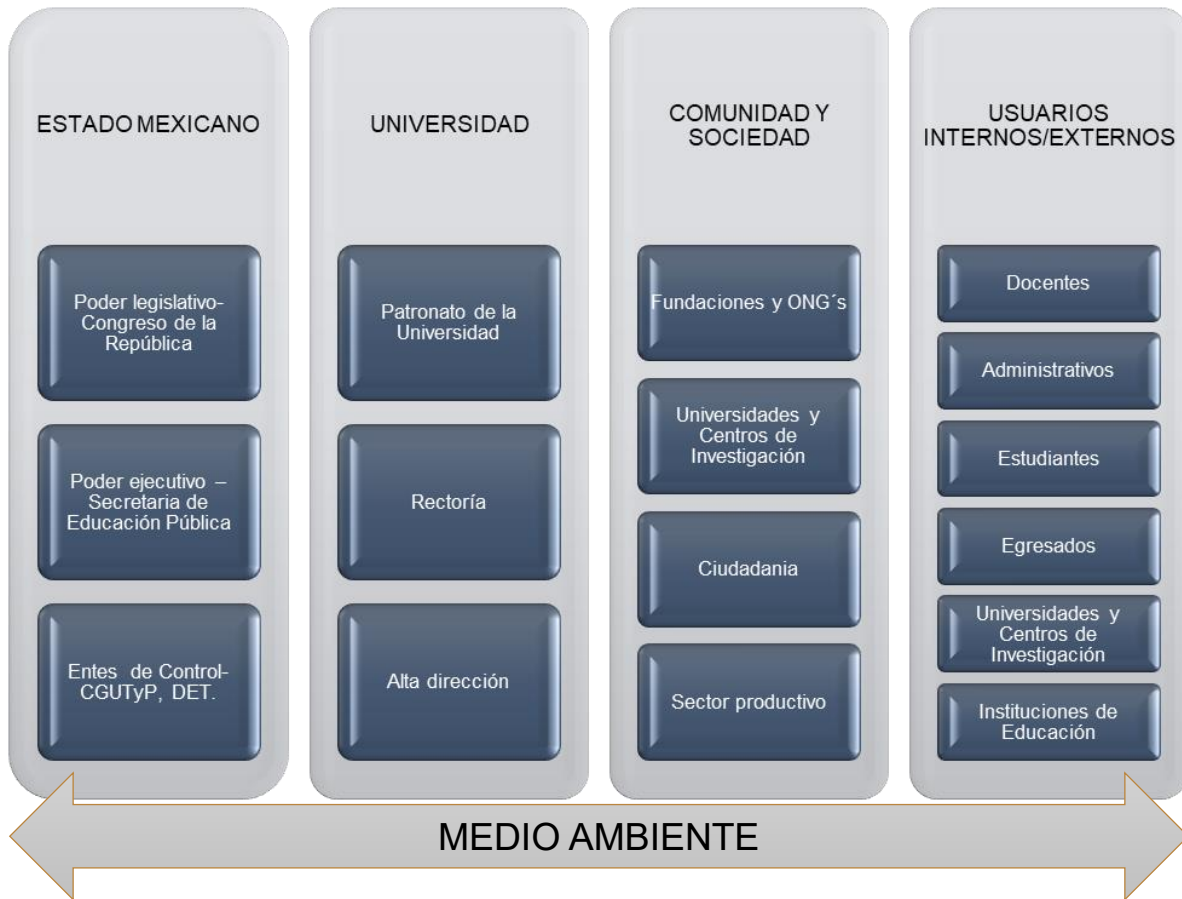 ESTADO MEXICANO
Poder legislativo-
Congreso de la
República
Poder ejecutivo –
Secretaria de
Educación Pública
Entes de Control-
CGUTyP, DET.
UNIVERSIDAD
Patronato de la
Universidad
Rectoría
Alta dirección
COMUNIDAD Y
SOCIEDAD
Fundaciones y ONG´s
Universidades y
Centros de
Investigación
Ciudadania
Sector productivo
USUARIOS
INTERNOS/EXTERNOS
Docentes
Administrativos
Estudiantes
Egresados
Universidades y
Centros de
Investigación
Instituciones de
Educación
MEDIO AMBIENTE